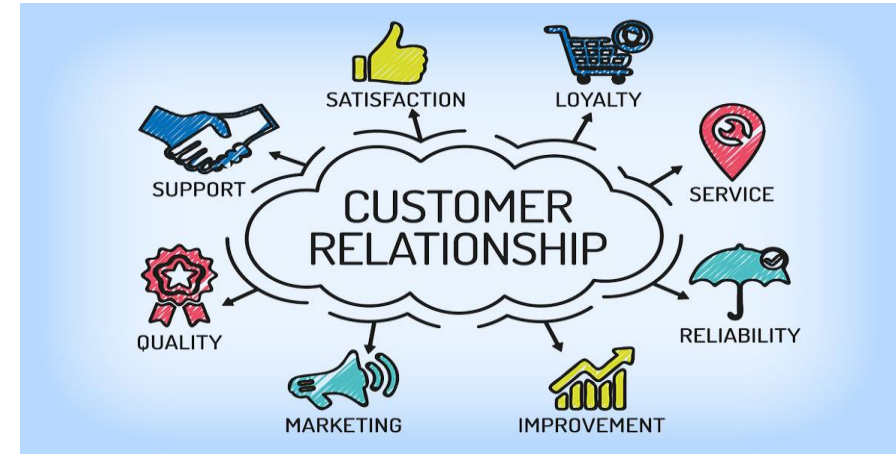 SATISFACTION
LOYALTY
SUPPORT
SERVICE
CUSTOMER
RELATIONSHIP
QUALITY
RELIABILITY
MARKETING
IMPROVEMENT